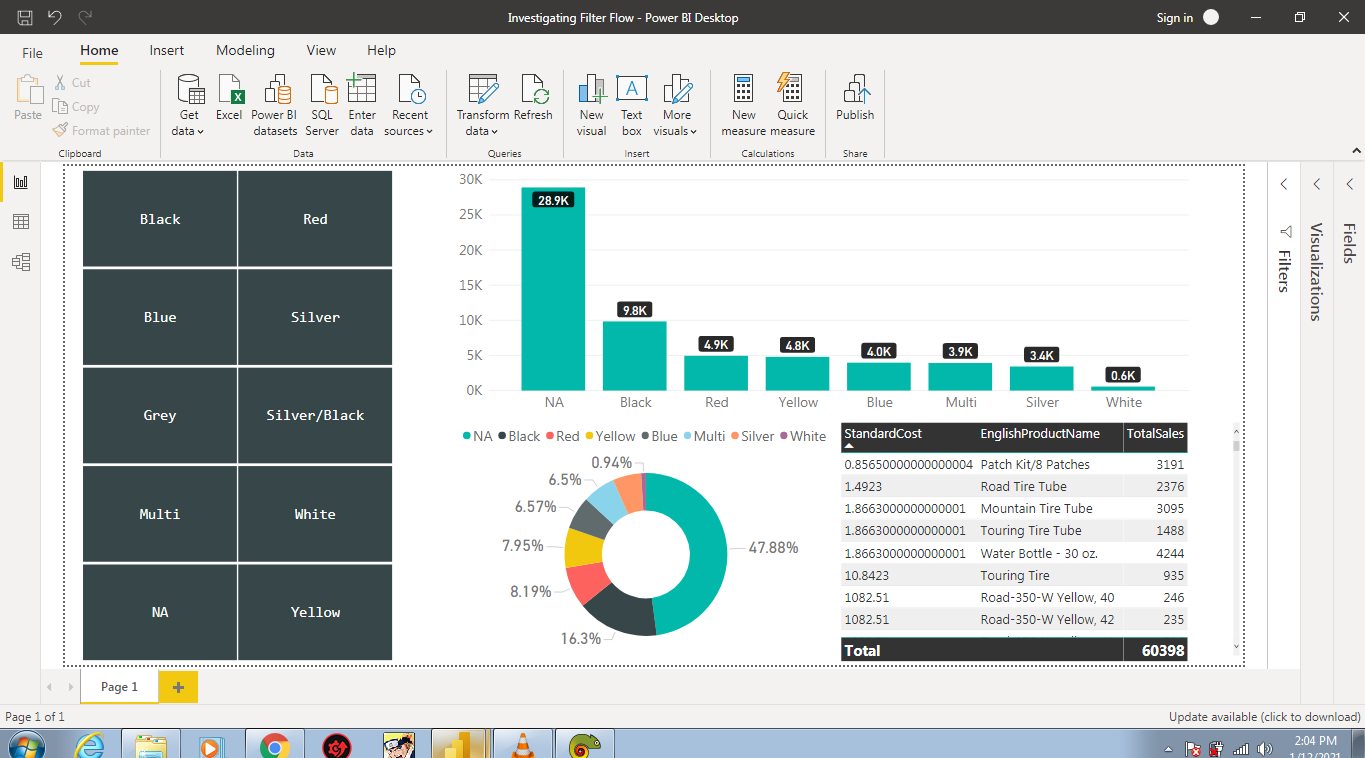 Investigating Filter Flow - Power BI Desktop
Sign in
File
Home
Insert
Modeling
View
Help
Paste
Cut
Copy
Format painter
Clipboard
Get data
Excel
Power BI datasets
SQL Server
Enter data
Recent sources
Data
Transform data
Refresh
Queries
New visual
Text box
More visuals
Insert
New measure
Quick measure
Calculations
Publish
Share
Black
Red
Blue
Silver
Grey
Silver/Black
Multi
White
NA
Yellow
30K
25K
20K
15K
10K
5K
0K
28.9K
9.8K
4.9K
4.8K
4.0K
3.9K
3.4K
0.6K
NA
Black
Red
Yellow
Blue
Multi
Silver
White
NA Black Red Yellow Blue Multi Silver White
0.94%
6.5%
6.57%
7.95%
8.19%
16.3%
47.88%
StandardCost EnglishProductName TotalSales
0.85650000000000004 Patch Kit/8 Patches 3191
1.4923 Road Tire Tube 2376
1.8663000000000001 Mountain Tire Tube 3095
1.8663000000000001 Touring Tire Tube 1488
1.8663000000000001 Water Bottle - 30 oz. 4244
10.8423 Touring Tire 935
1082.51 Road-350-W Yellow, 40 246
1082.51 Road-350-W Yellow, 42 235
Total 60398
Filters
Visualizations
Fields
Page 1
Page 1 of 1
Update available (click to download)
2:04 PM
1/12/2021